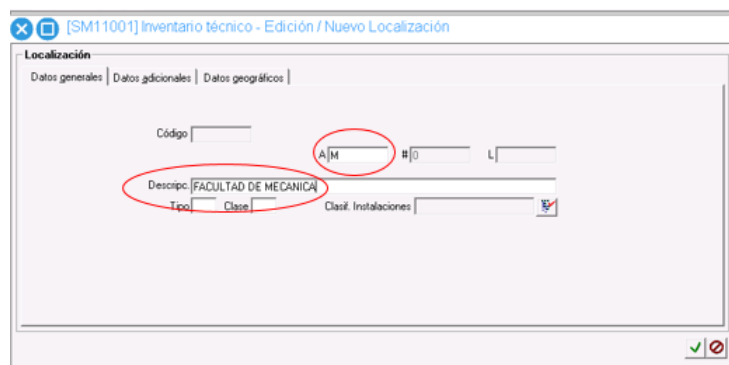 [SM11001] Inventario técnico - Edición / Nuevo Localización
Localización
Datos generales Datos adicionales Datos geográficos
Código
A M # 0 L
Descripc. FACULTAD DE MECANICA
Tipo Clase Clasif. Instalaciones